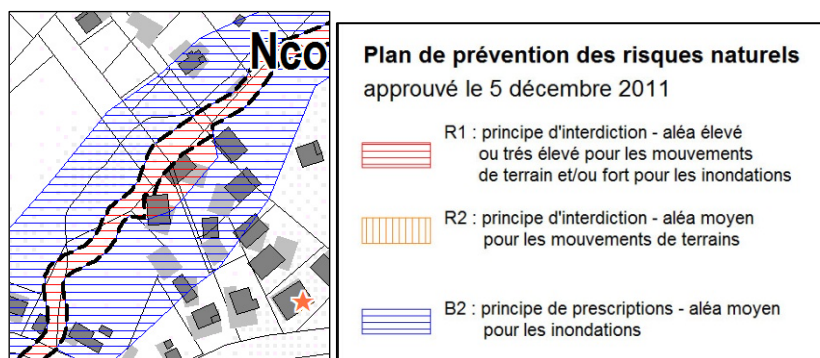 Nco
Plan de prévention des risques naturels
approuvé le 5 décembre 2011
R1 : principe d'interdiction - aléa élevé
ou trés élevé pour les mouvements
de terrain et/ou fort pour les inondations
R2 : principe d'interdiction - aléa moyen
pour les mouvements de terrains
B2 : principe de prescriptions - aléa moyen
pour les inondations